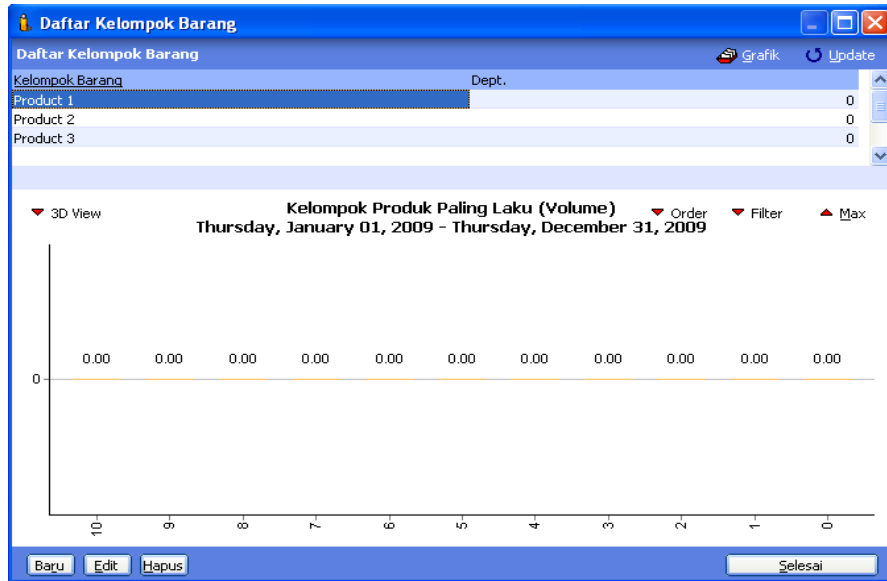 Daftar Kelompok Barang
Daftar Kelompok Barang Grafik Update
Kelompok Barang Dept.
Product 1 0
Product 2 0
Product 3 0
3D View Kelompok Produk Paling Laku (Volume) Order Filter Max
Thursday, January 01, 2009 - Thursday, December 31, 2009
0.00 0.00 0.00 0.00 0.00 0.00 0.00 0.00 0.00 0.00 0.00
0
10 9 8 7 6 5 4 3 2 1 0
Baru Edit Hapus Selesai